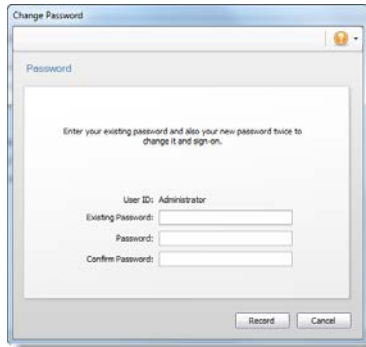 Change Password
Password
Enter your existing password and also your new password twice to
change it and sign-on.
User ID: Administrator
Existing Password:
Password:
Confirm Password:
Record
Cancel